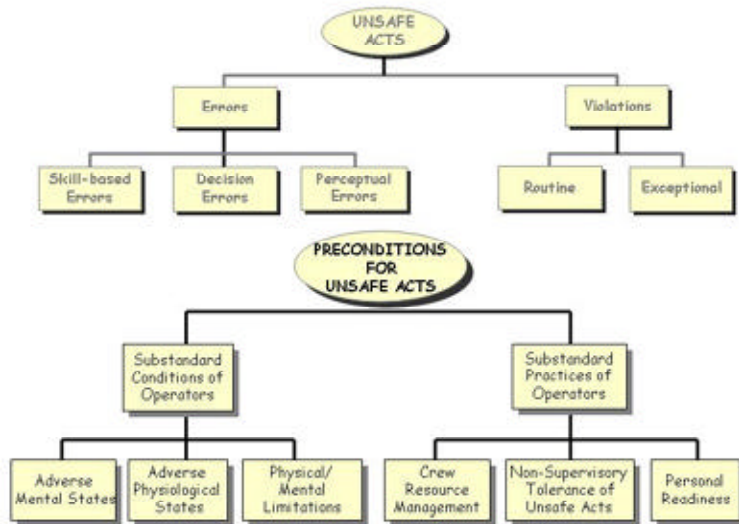 UNSAFE
ACTS
Errors
Violations
Skill-based
Errors
Decision
Errors
Perceptual
Errors
Routine
Exceptional
PRECONDITIONS
FOR
UNSAFE ACTS
Substandard
Conditions of
Operators
Substandard
Practices of
Operators
Adverse
Mental States
Adverse
Physiological
States
Physical/
Mental
Limitations
Crew
Resource
Management
Non-Supervisory
Tolerance of
Unsafe Acts
Personal
Readiness